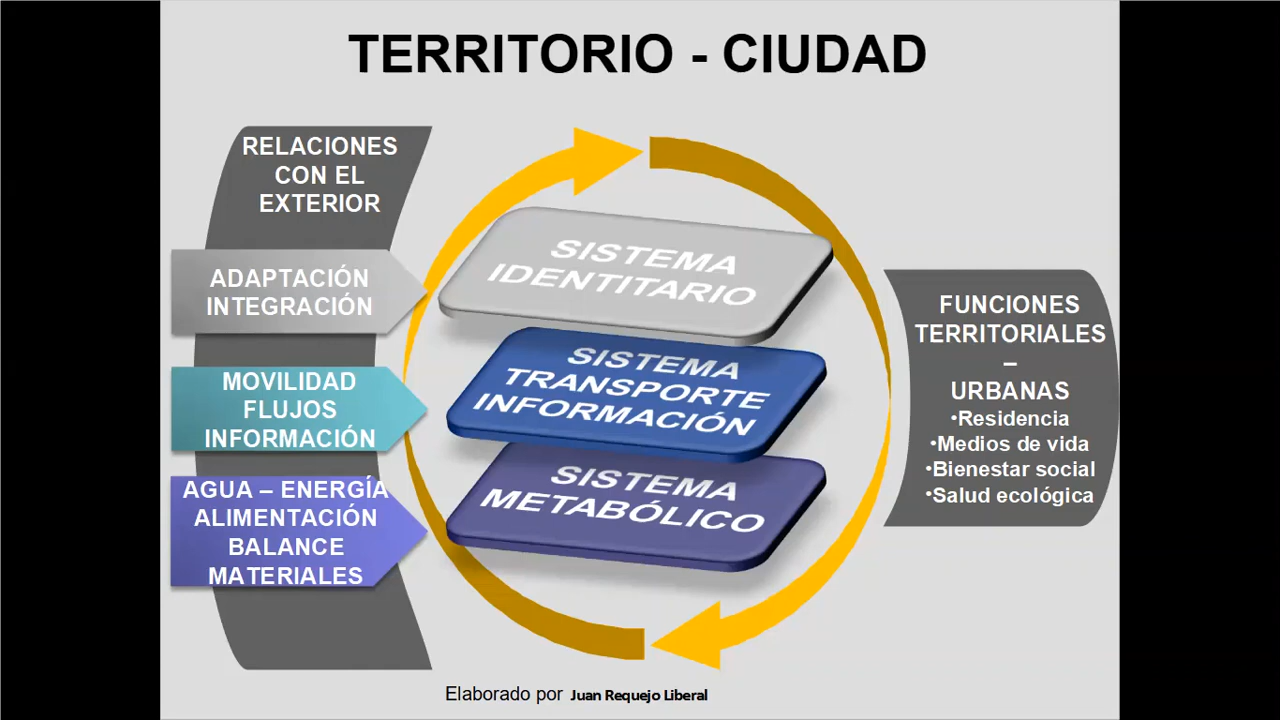 TERRITORIO - CIUDAD
RELACIONES
CON EL
EXTERIOR
ADAPTACIÓN
INTEGRACIÓN
MOVILIDAD
FLUJOS
INFORMACIÓN
AGUA – ENERGÍA
ALIMENTACIÓN
BALANCE
MATERIALES
SISTEMA
IDENTITARIO
SISTEMA
TRANSPORTE
INFORMACIÓN
SISTEMA
METABÓLICO
FUNCIONES
TERRITORIALES
–
URBANAS
•Residencia
•Medios de vida
•Bienestar social
•Salud ecológica
Elaborado por Juan Requejo Liberal